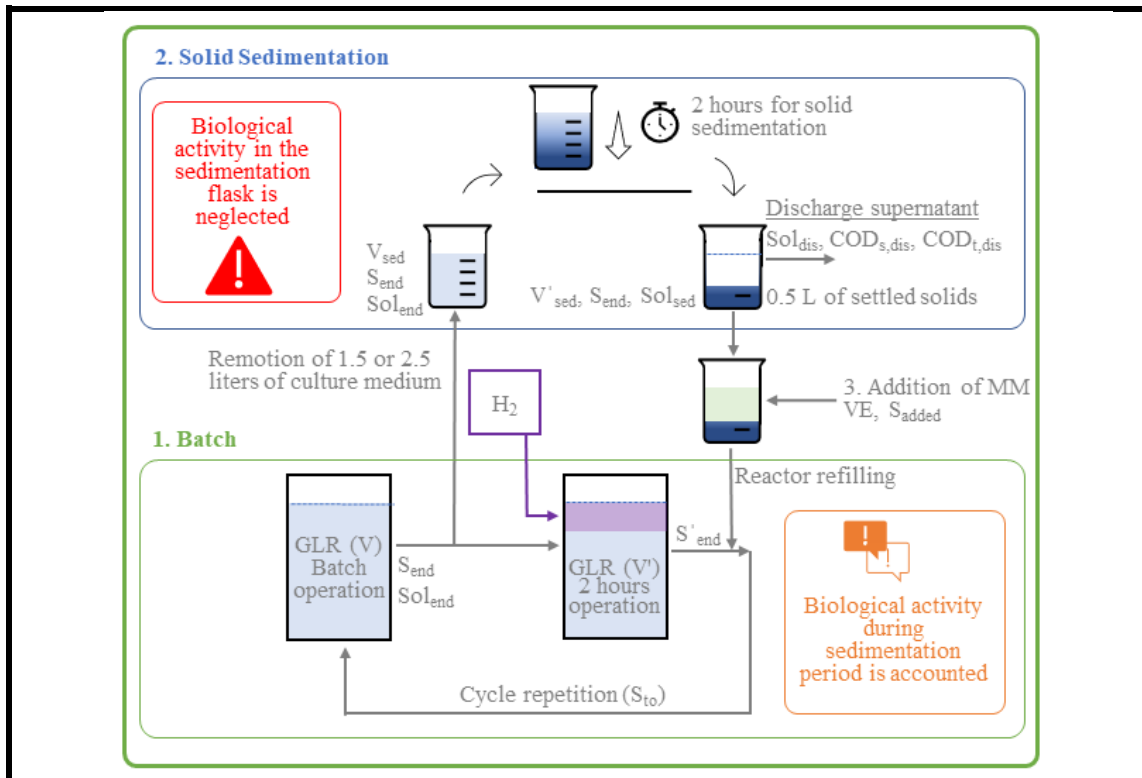 2. Solid Sedimentation
Biological
activity in the
sedimentation
flask is
neglected
2 hours for solid
sedimentation
Discharge supernatant
Sol_dis, COD_s,dis, COD_t,dis
V_sed
S_end
Sol_end
V'_sed, S_end, Sol_sed
0.5 L of settled solids
Remotion of 1.5 or 2.5
liters of culture medium
H₂
3. Addition of MM
VE, S_added
1. Batch
Reactor refilling
GLR (V)
Batch
operation
S_end
Sol_end
GLR (V')
2 hours
operation
S'_end
Biological activity
during
sedimentation
period is accounted
Cycle repetition (S_to)